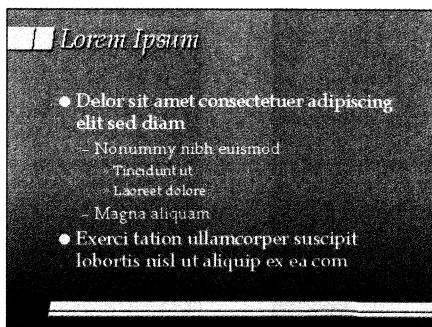 Lorem Ipsum
● Delor sit amet consectetuer adipiscing
elit sed diam
– Nonummy nibh euismod
◦ Tincidunt ut
◦ Laoreet dolore
– Magna aliquam
● Exerci tation ullamcorper suscipit
lobortis nisl ut aliquip ex ea com